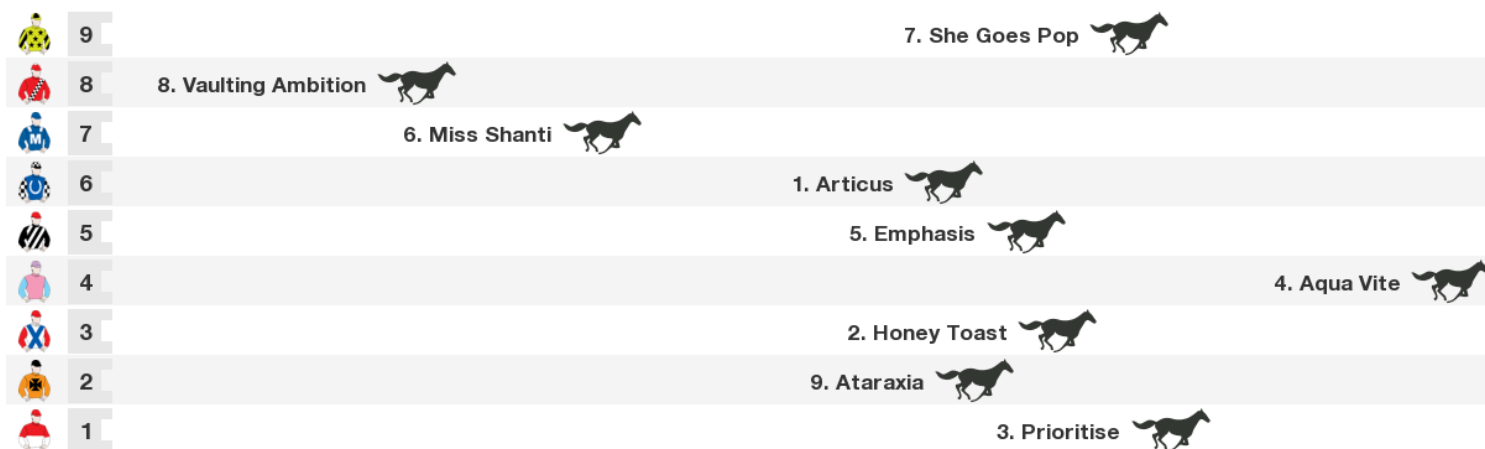 9 7. She Goes Pop
8 8. Vaulting Ambition
7 6. Miss Shanti
M
6 1. Articus
5 5. Emphasis
4 4. Aqua Vite
3 2. Honey Toast
2 9. Ataraxia
1 3. Prioritise